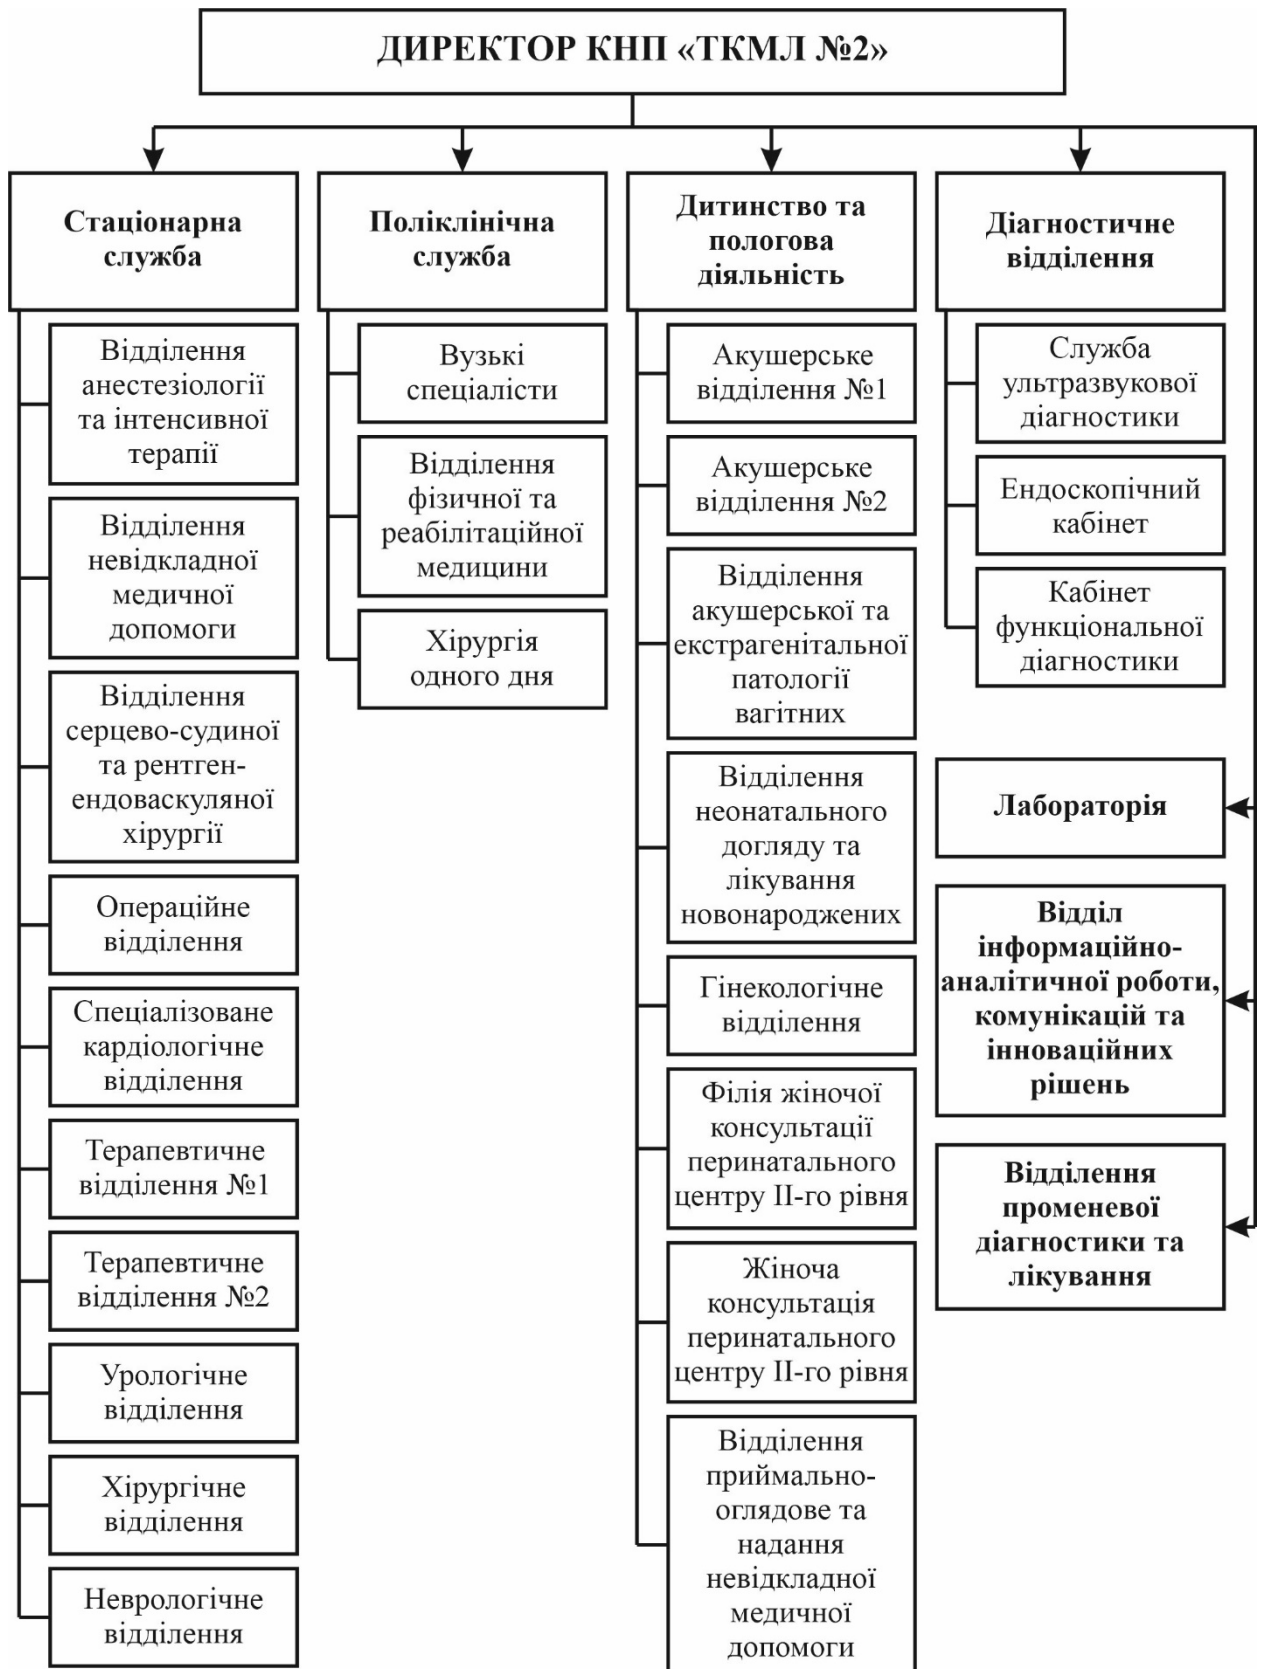 ДИРЕКТОР КНП «ТКМЛ №2»
Стаціонарна
служба
Відділення
анестезіології
та інтенсивної
терапії
Відділення
невідкладної
медичної
допомоги
Відділення
серцево-судиної
та рентген-
ендоваскуляної
хірургії
Операційне
відділення
Спеціалізоване
кардіологічне
відділення
Терапевтичне
відділення №1
Терапевтичне
відділення №2
Урологічне
відділення
Хірургічне
відділення
Неврологічне
відділення
Поліклінічна
служба
Вузькі
спеціалісти
Відділення
фізичної та
реабілітаційної
медицини
Хірургія
одного дня
Дитинство та
пологова
діяльність
Акушерське
відділення №1
Акушерське
відділення №2
Відділення
акушерської та
екстрагенітальної
патології
вагітних
Відділення
неонатального
догляду та
лікування
новонароджених
Гінекологічне
відділення
Філія жіночої
консультації
перинатального
центру ІІ-го рівня
Жіноча
консультація
перинатального
центру ІІ-го рівня
Відділення
приймально-
оглядове та
надання
невідкладної
медичної
допомоги
Діагностичне
відділення
Служба
ультразвукової
діагностики
Ендоскопічний
кабінет
Кабінет
функціональної
діагностики
Лабораторія
Відділ
інформаційно-
аналітичної роботи,
комунікацій та
інноваційних
рішень
Відділення
променевої
діагностики та
лікування